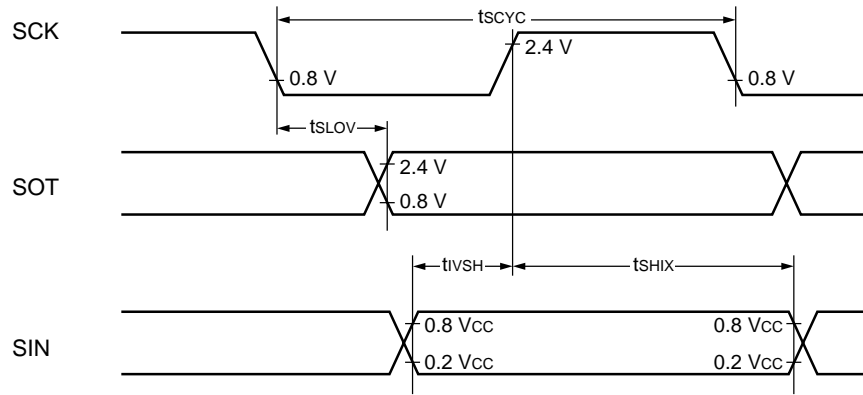 SCK
tSCYC
2.4 V
0.8 V
0.8 V
tSLOV
SOT
2.4 V
0.8 V
tIVSH
tSHIX
SIN
0.8 VCC
0.8 VCC
0.2 VCC
0.2 VCC